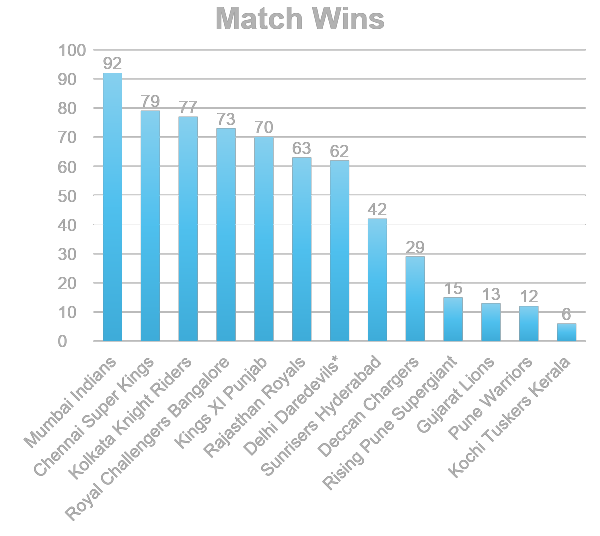 Match Wins
100
90
80
70
60
50
40
30
20
10
0
92
79
77
73
70
63
62
42
29
15
13
12
6
Mumbai Indians
Chennai Super Kings
Kolkata Knight Riders
Royal Challengers Bangalore
Kings XI Punjab
Rajasthan Royals
Delhi Daredevils*
Sunrisers Hyderabad
Deccan Chargers
Rising Pune Supergiant
Gujarat Lions
Pune Warriors
Kochi Tuskers Kerala